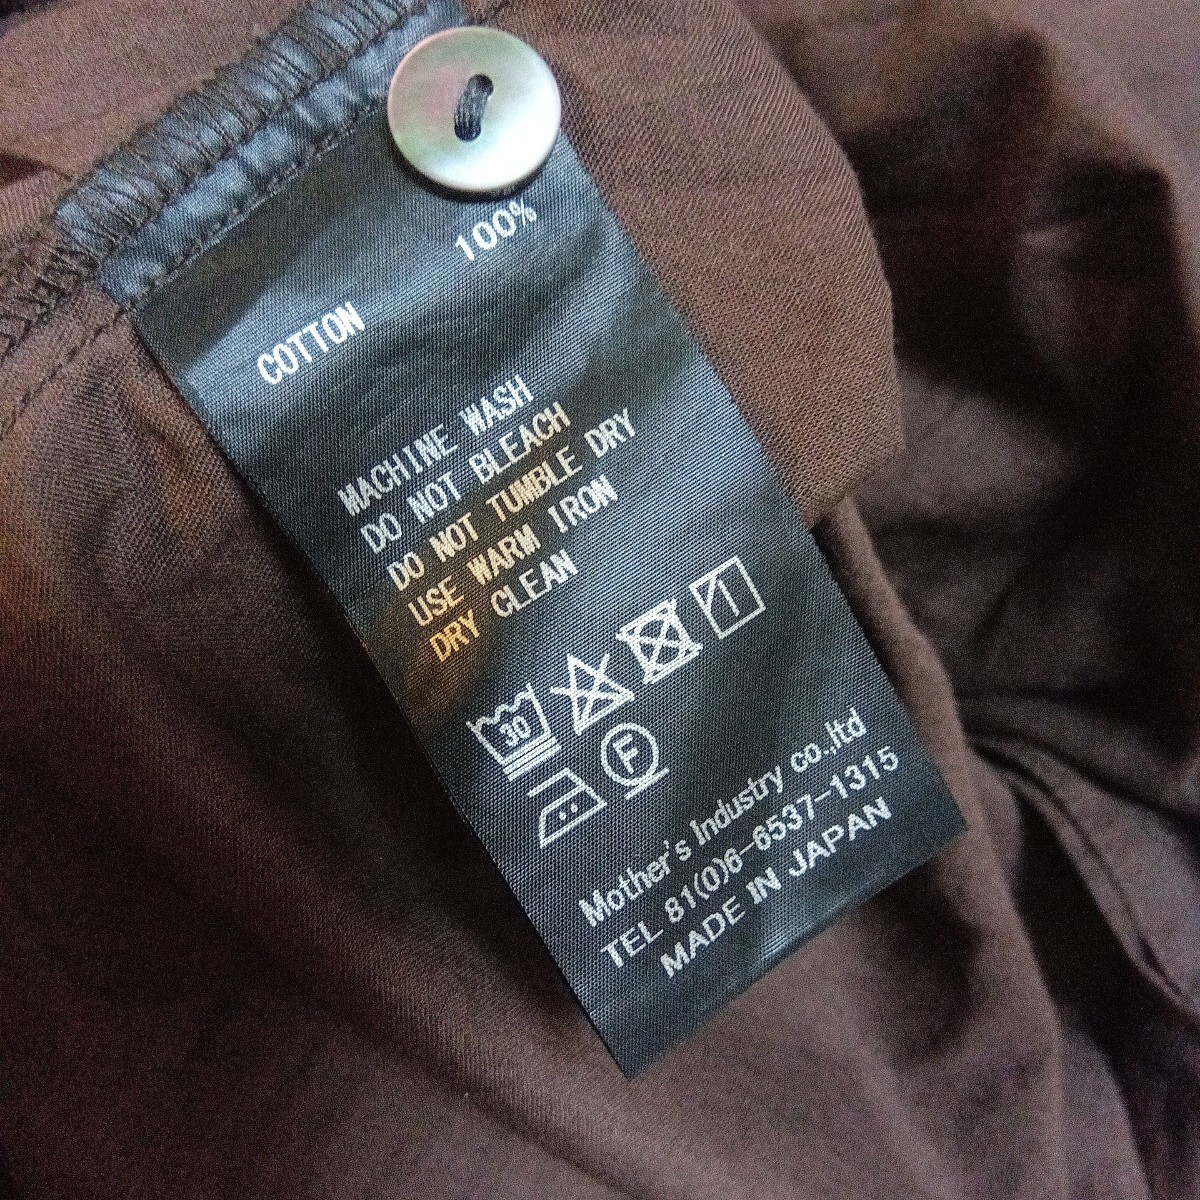 COTTON 100%
MACHINE WASH
DO NOT BLEACH
DO NOT TUMBLE DRY
USE WARM IRON
DRY CLEAN
30
F
Mother's Industry co.,ltd
TEL 81(0)6-6537-1315
MADE IN JAPAN